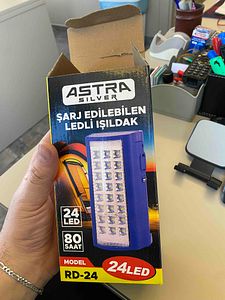 ASTRA
SILVER
ŞARJ EDİLEBİLEN
LEDLİ IŞILDAK
24
LED
80
SAAT
MODEL
RD-24
24LED